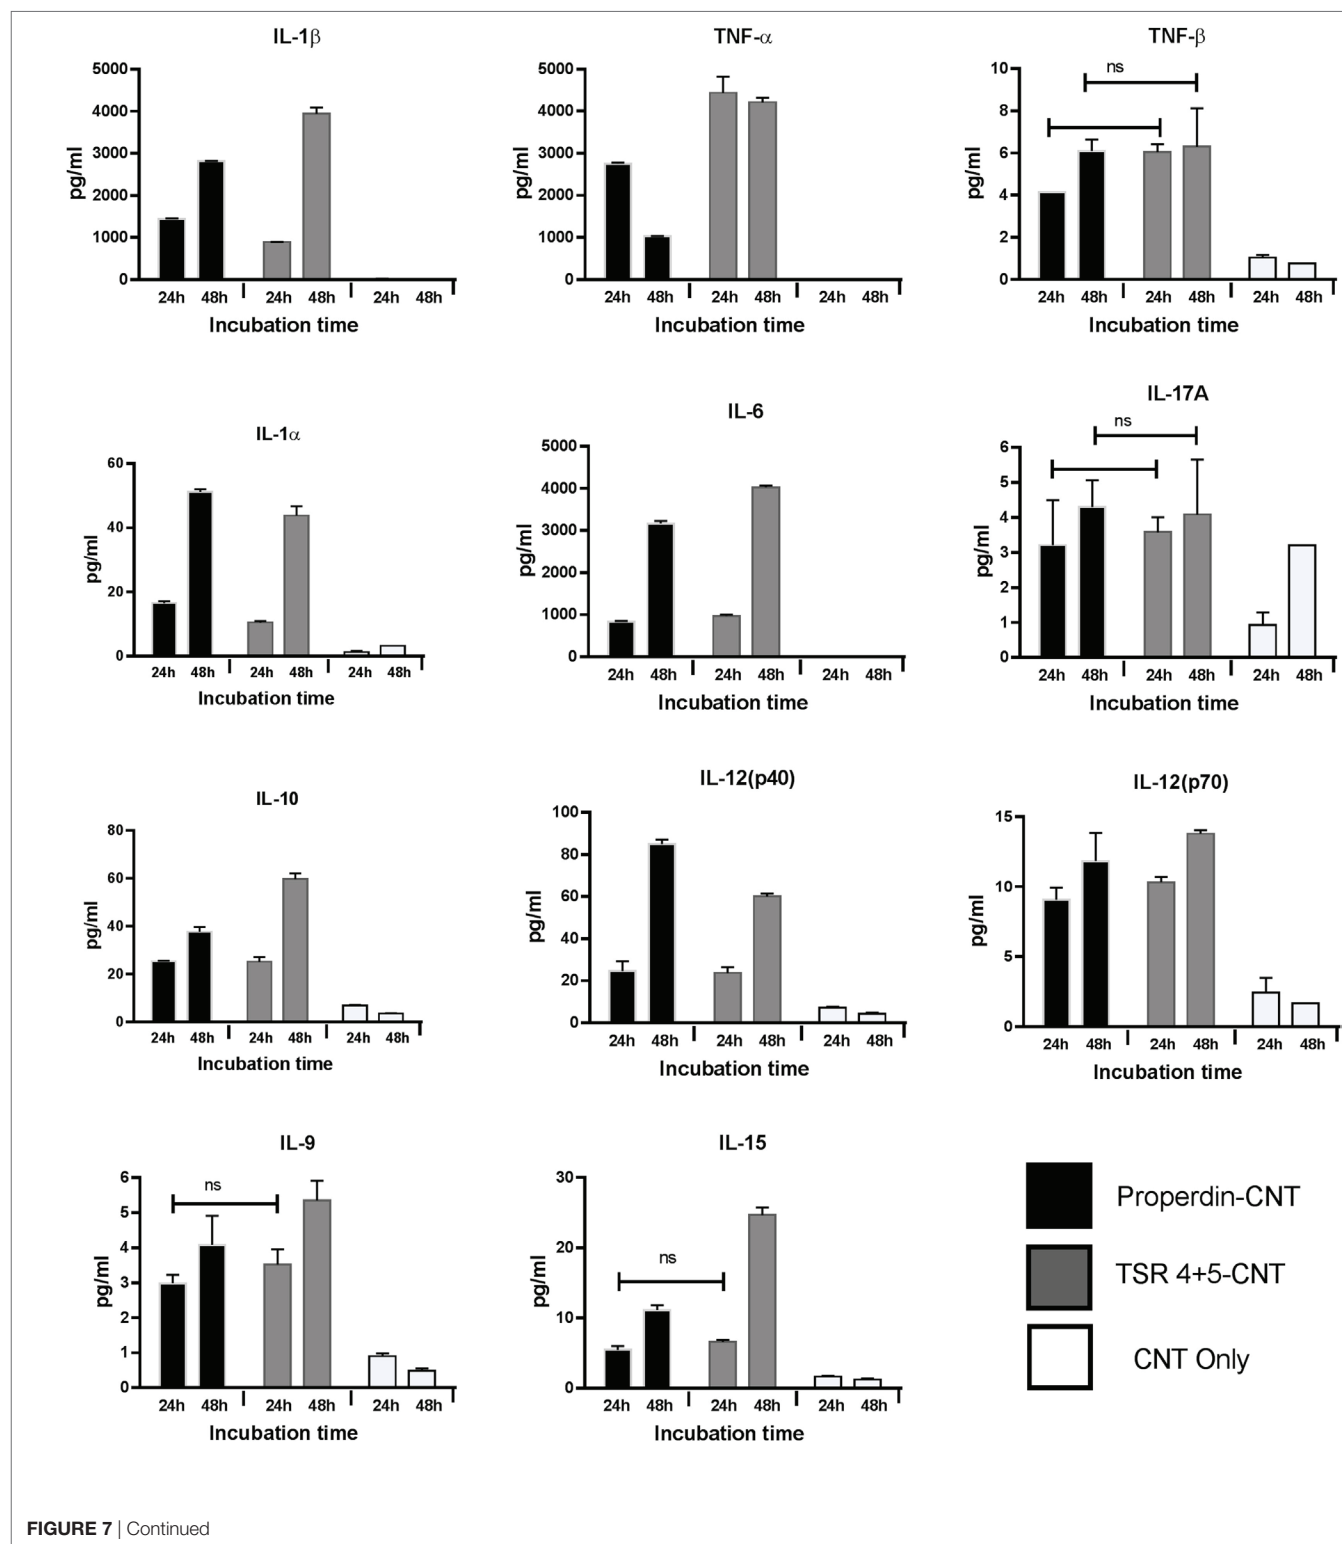 IL-1β
TNF-α
TNF-β
5000
4000
3000
2000
1000
0
pg/ml
24h 48h 24h 48h 24h 48h
Incubation time
5000
4000
3000
2000
1000
0
pg/ml
24h 48h 24h 48h 24h 48h
Incubation time
10
8
6
4
2
0
pg/ml
ns
24h 48h 24h 48h 24h 48h
Incubation time
IL-1α
60
40
20
0
pg/ml
24h 48h 24h 48h 24h 48h
Incubation time
IL-6
5000
4000
3000
2000
1000
0
pg/ml
24h 48h 24h 48h 24h 48h
Incubation time
IL-17A
6
5
4
3
2
1
0
pg/ml
ns
24h 48h 24h 48h 24h 48h
Incubation time
IL-10
80
60
40
20
0
pg/ml
24h 48h 24h 48h 24h 48h
Incubation time
IL-12(p40)
100
80
60
40
20
0
pg/ml
24h 48h 24h 48h 24h 48h
Incubation time
IL-12(p70)
15
10
5
0
pg/ml
24h 48h 24h 48h 24h 48h
Incubation time
IL-9
6
5
4
3
2
1
0
pg/ml
ns
24h 48h 24h 48h 24h 48h
Incubation time
IL-15
30
20
10
0
pg/ml
ns
24h 48h 24h 48h 24h 48h
Incubation time
Properdin-CNT
TSR 4+5-CNT
CNT Only
FIGURE 7 | Continued